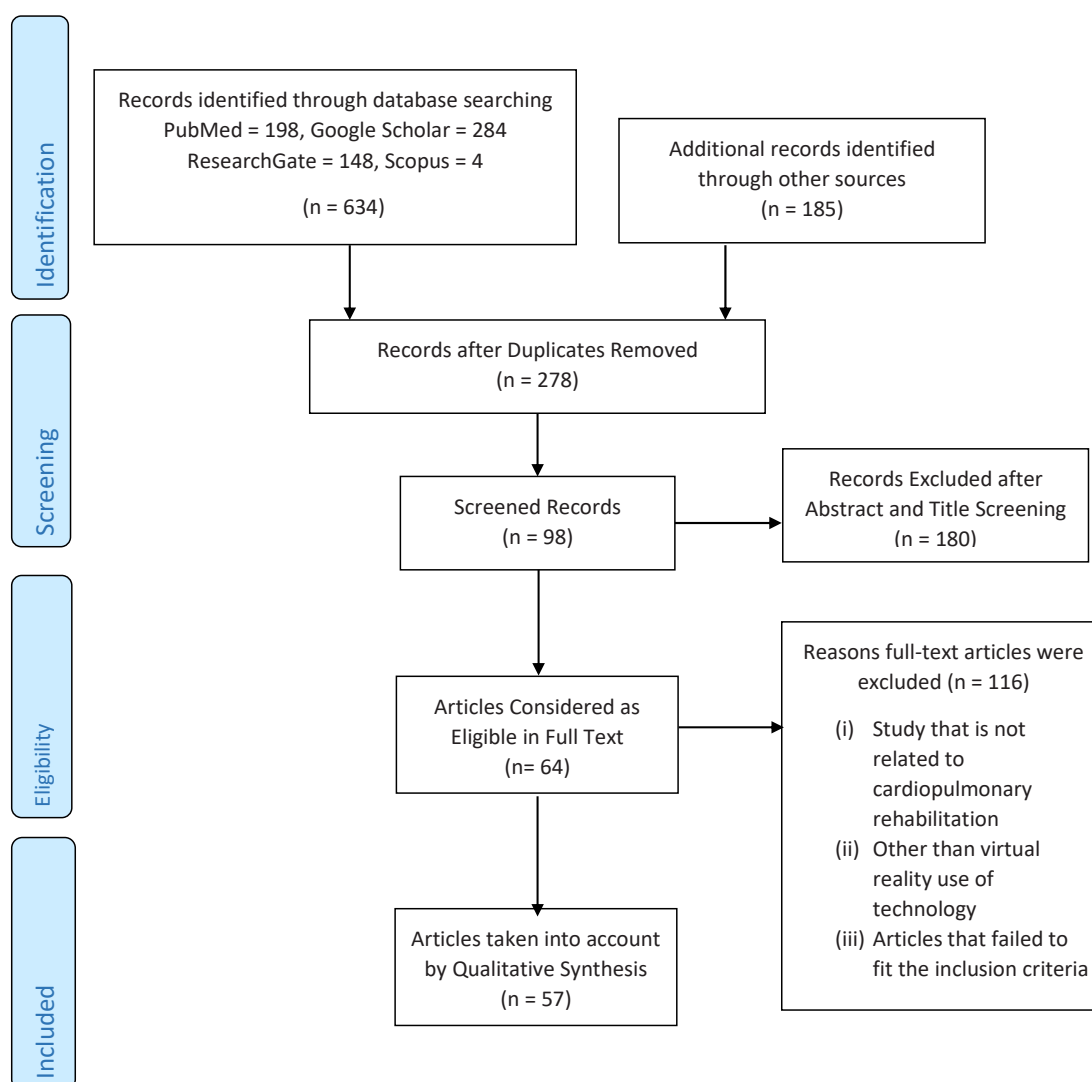 Identification
Records identified through database searching
PubMed = 198, Google Scholar = 284
ResearchGate = 148, Scopus = 4
(n = 634)
Additional records identified
through other sources
(n = 185)
Screening
Records after Duplicates Removed
(n = 278)
Screened Records
(n = 98)
Records Excluded after
Abstract and Title Screening
(n = 180)
Eligibility
Articles Considered as
Eligible in Full Text
(n= 64)
Reasons full-text articles were
excluded (n = 116)
(i) Study that is not
related to
cardiopulmonary
rehabilitation
(ii) Other than virtual
reality use of
technology
(iii) Articles that failed to
fit the inclusion criteria
Included
Articles taken into account
by Qualitative Synthesis
(n = 57)